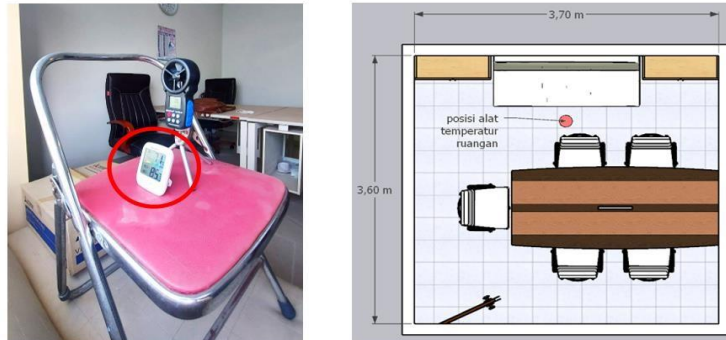 3,70 m
posisi alat
temperatur
ruangan
3,60 m